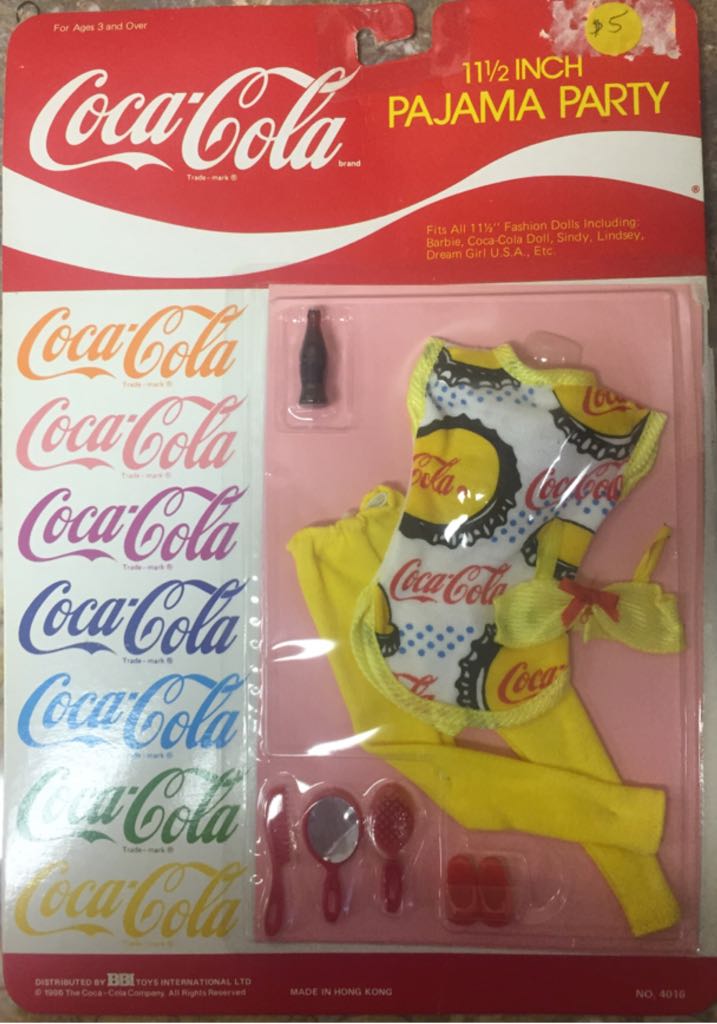 For Ages 3 and Over
$5
11½ INCH
PAJAMA PARTY
Coca-Cola
brand
Trade-mark ®
®
Fits All 11½" Fashion Dolls Including:
Barbie, Coca-Cola Doll, Sindy, Lindsey,
Dream Girl U.S.A., Etc.
Coca-Cola
Trade-mark ®
Coca-Cola
Trade-mark ®
Coca-Cola
Trade-mark ®
Coca-Cola
Trade-mark ®
Coca-Cola
Trade-mark ®
Coca-Cola
Trade-mark ®
Coca-Cola
Trade-mark ®
Coca
Cola
Coca-Cola
Coca-Cola
Coca-
DISTRIBUTED BY BBI TOYS INTERNATIONAL LTD
© 1986 The Coca-Cola Company. All Rights Reserved
MADE IN HONG KONG
NO. 4016